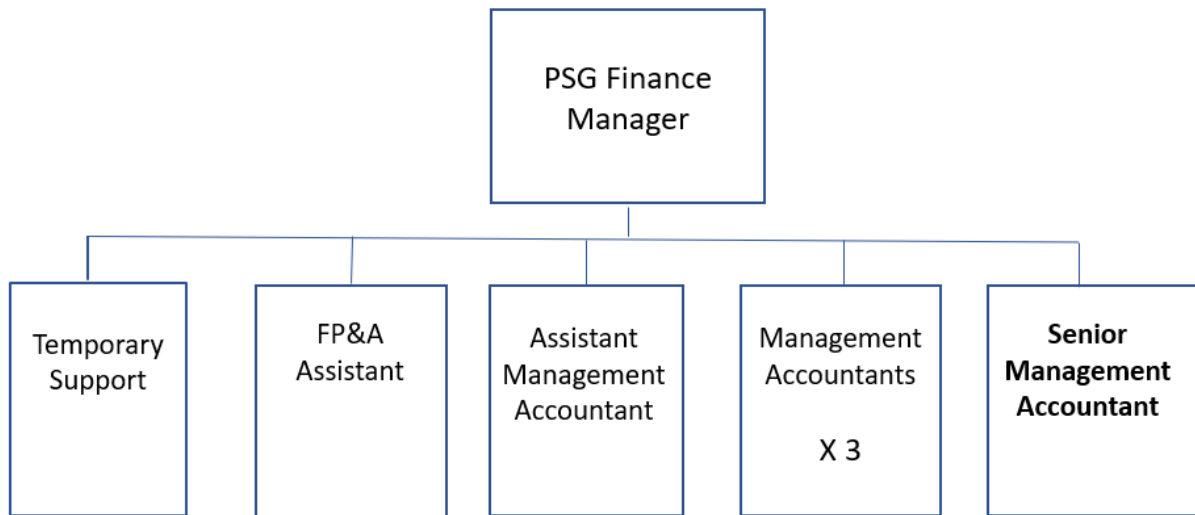 PSG Finance
Manager
Temporary
Support
FP&A
Assistant
Assistant
Management
Accountant
Management
Accountants
X 3
Senior
Management
Accountant